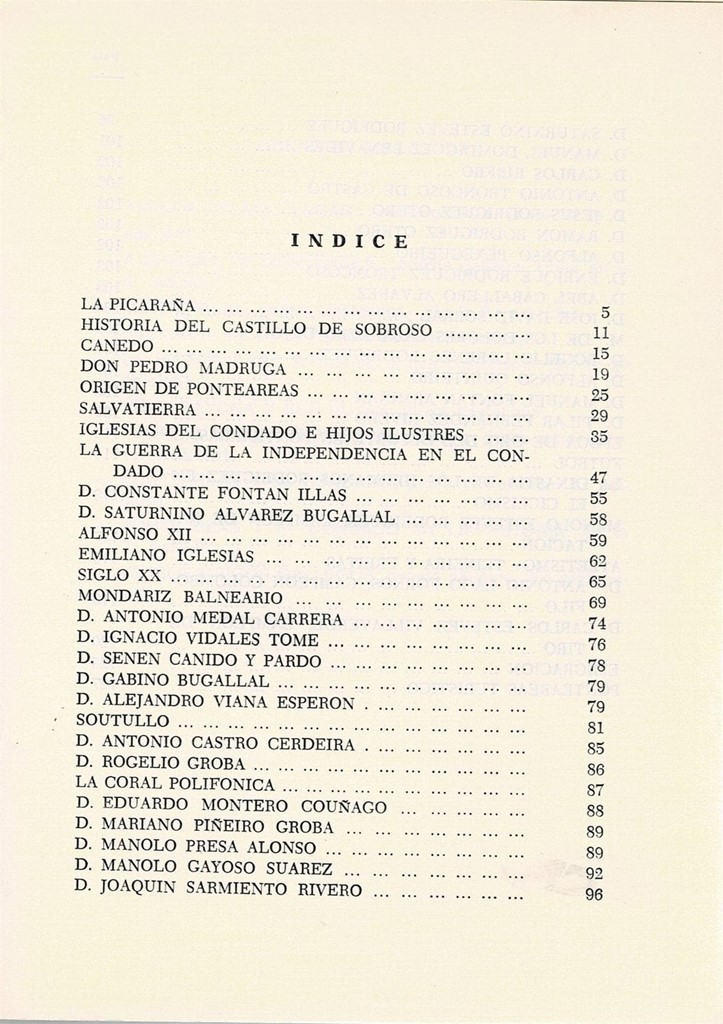 INDICE
LA PICARAÑA ... ... ... ... ... ... ... ... ... ... ... ... ... 5
HISTORIA DEL CASTILLO DE SOBROSO ... ... ... ... 11
CANEDO ... ... ... ... ... ... ... ... ... ... ... ... ... ... ... 15
DON PEDRO MADRUGA ... ... ... ... ... ... ... ... ... 19
ORIGEN DE PONTEAREAS ... ... ... ... ... ... ... ... 25
SALVATIERRA ... ... ... ... ... ... ... ... ... ... ... ... ... 29
IGLESIAS DEL CONDADO E HIJOS ILUSTRES ... ... 35
LA GUERRA DE LA INDEPENDENCIA EN EL CON-
DADO ... ... ... ... ... ... ... ... ... ... ... ... ... ... 47
D. CONSTANTE FONTAN ILLAS ... ... ... ... ... ... 55
D. SATURNINO ALVAREZ BUGALLAL ... ... ... ... 58
ALFONSO XII ... ... ... ... ... ... ... ... ... ... ... ... ... 59
EMILIANO IGLESIAS ... ... ... ... ... ... ... ... ... ... 62
SIGLO XX ... ... ... ... ... ... ... ... ... ... ... ... ... ... 65
MONDARIZ BALNEARIO ... ... ... ... ... ... ... ... ... 69
D. ANTONIO MEDAL CARRERA ... ... ... ... ... ... 74
D. IGNACIO VIDALES TOME ... ... ... ... ... ... ... 76
D. SENEN CANIDO Y PARDO ... ... ... ... ... ... ... 78
D. GABINO BUGALLAL ... ... ... ... ... ... ... ... ... 79
D. ALEJANDRO VIANA ESPERON . ... ... ... ... ... 79
SOUTULLO ... ... ... ... ... ... ... ... ... ... ... ... ... ... 81
D. ANTONIO CASTRO CERDEIRA . ... ... ... ... ... 85
D. ROGELIO GROBA ... ... ... ... ... ... ... ... ... ... 86
LA CORAL POLIFONICA ... ... ... ... ... ... ... ... ... 87
D. EDUARDO MONTERO COUÑAGO ... ... ... ... ... 88
D. MARIANO PIÑEIRO GROBA ... ... ... ... ... ... ... 89
D. MANOLO PRESA ALONSO ... ... ... ... ... ... ... 89
D. MANOLO GAYOSO SUAREZ ... ... ... ... ... ... ... 92
D. JOAQUIN SARMIENTO RIVERO ... ... ... ... ... ... 96